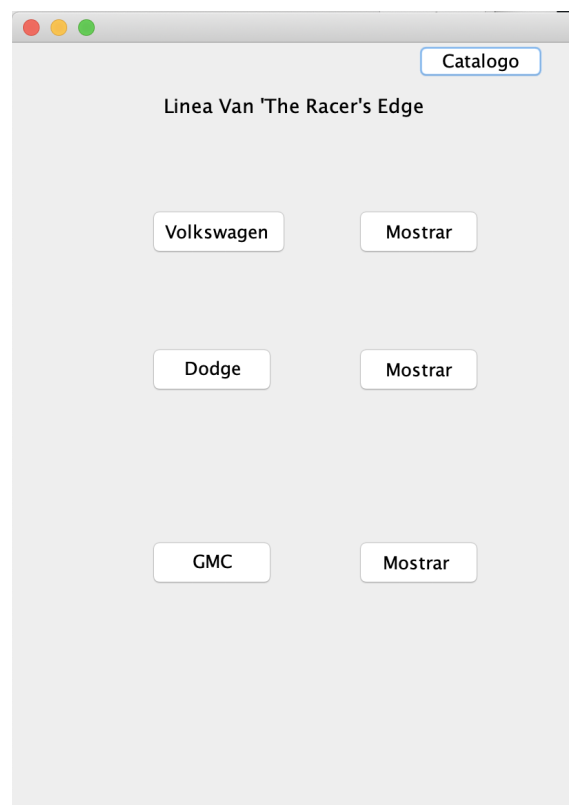 Catalogo
Linea Van 'The Racer's Edge
Volkswagen Mostrar
Dodge Mostrar
GMC Mostrar